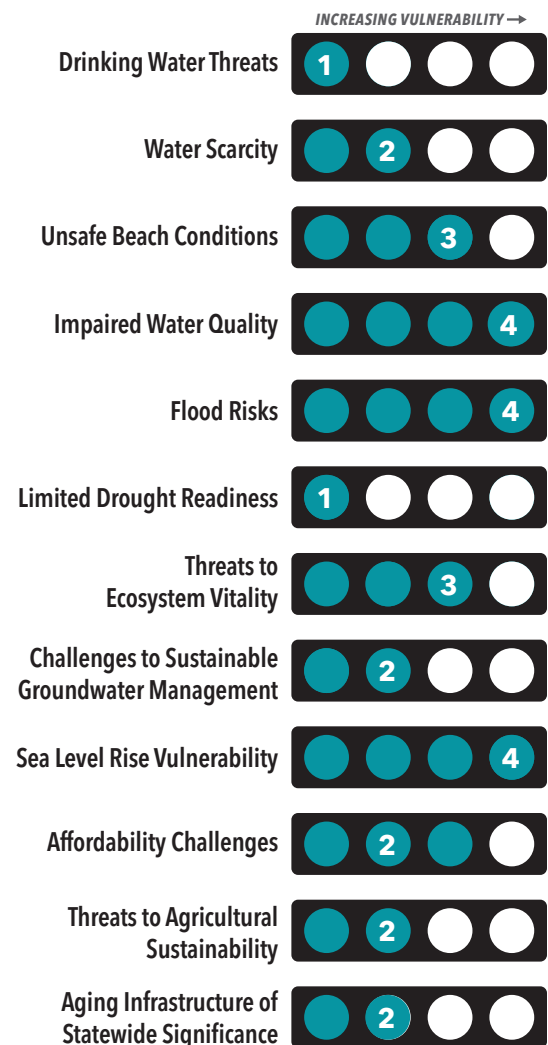 INCREASING VULNERABILITY →
Drinking Water Threats 1
Water Scarcity 2
Unsafe Beach Conditions 3
Impaired Water Quality 4
Flood Risks 4
Limited Drought Readiness 1
Threats to
Ecosystem Vitality 3
Challenges to Sustainable
Groundwater Management 2
Sea Level Rise Vulnerability 4
Affordability Challenges 2
Threats to Agricultural
Sustainability 2
Aging Infrastructure of
Statewide Significance 2